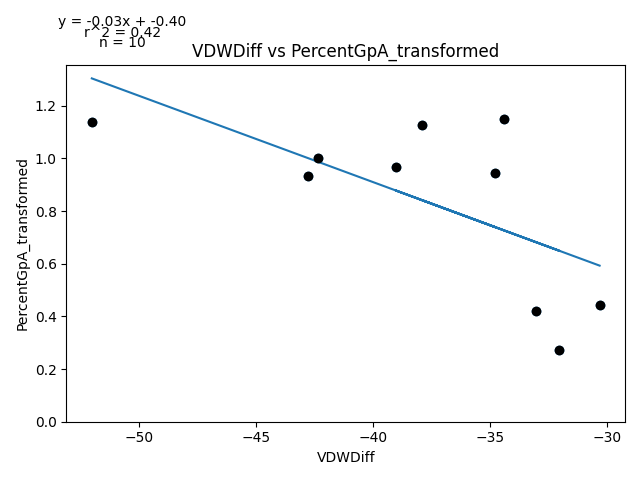 y = -0.03x + -0.40
r^2 = 0.42
n = 10
VDWDiff vs PercentGpA_transformed
PercentGpA_transformed
1.2
1.0
0.8
0.6
0.4
0.2
0.0
−50
−45
−40
−35
−30
VDWDiff